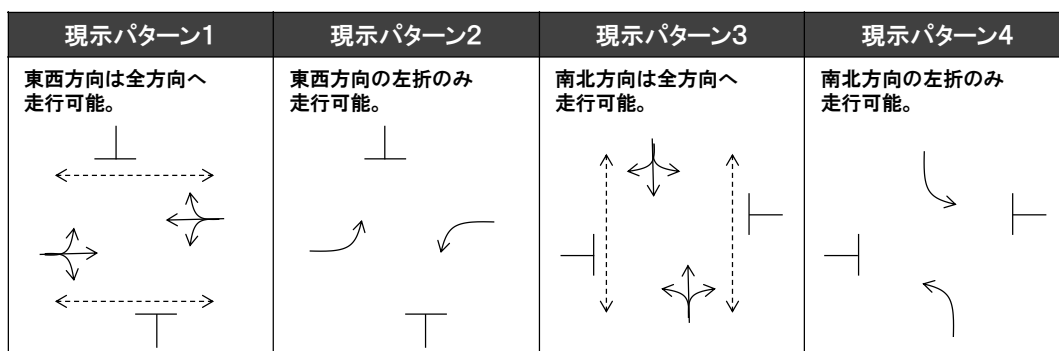 現示パターン1
現示パターン2
現示パターン3
現示パターン4
東西方向は全方向へ
走行可能。
東西方向の左折のみ
走行可能。
南北方向は全方向へ
走行可能。
南北方向の左折のみ
走行可能。